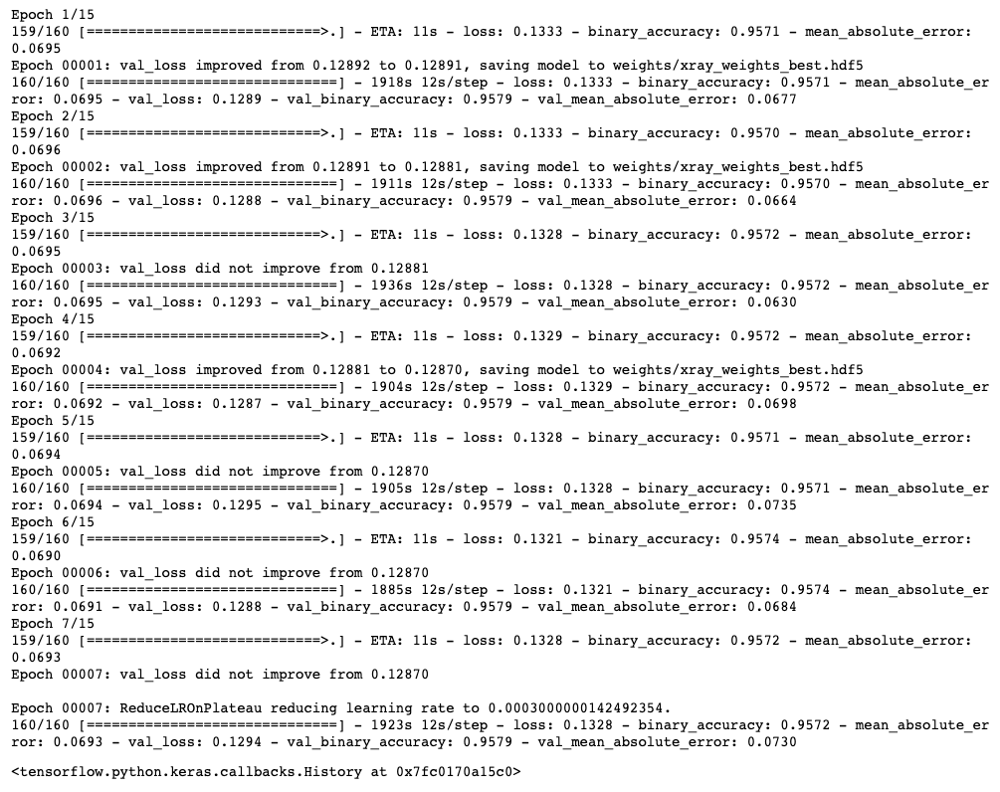 Epoch 1/15
159/160 [============================>.] - ETA: 11s - loss: 0.1333 - binary_accuracy: 0.9571 - mean_absolute_error:
0.0695
Epoch 00001: val_loss improved from 0.12892 to 0.12891, saving model to weights/xray_weights_best.hdf5
160/160 [==============================] - 1918s 12s/step - loss: 0.1333 - binary_accuracy: 0.9571 - mean_absolute_er
ror: 0.0695 - val_loss: 0.1289 - val_binary_accuracy: 0.9579 - val_mean_absolute_error: 0.0677
Epoch 2/15
159/160 [============================>.] - ETA: 11s - loss: 0.1333 - binary_accuracy: 0.9570 - mean_absolute_error:
0.0696
Epoch 00002: val_loss improved from 0.12891 to 0.12881, saving model to weights/xray_weights_best.hdf5
160/160 [==============================] - 1911s 12s/step - loss: 0.1333 - binary_accuracy: 0.9570 - mean_absolute_er
ror: 0.0696 - val_loss: 0.1288 - val_binary_accuracy: 0.9579 - val_mean_absolute_error: 0.0664
Epoch 3/15
159/160 [============================>.] - ETA: 11s - loss: 0.1328 - binary_accuracy: 0.9572 - mean_absolute_error:
0.0695
Epoch 00003: val_loss did not improve from 0.12881
160/160 [==============================] - 1936s 12s/step - loss: 0.1328 - binary_accuracy: 0.9572 - mean_absolute_er
ror: 0.0695 - val_loss: 0.1293 - val_binary_accuracy: 0.9579 - val_mean_absolute_error: 0.0630
Epoch 4/15
159/160 [============================>.] - ETA: 11s - loss: 0.1329 - binary_accuracy: 0.9572 - mean_absolute_error:
0.0692
Epoch 00004: val_loss improved from 0.12881 to 0.12870, saving model to weights/xray_weights_best.hdf5
160/160 [==============================] - 1904s 12s/step - loss: 0.1329 - binary_accuracy: 0.9572 - mean_absolute_er
ror: 0.0692 - val_loss: 0.1287 - val_binary_accuracy: 0.9579 - val_mean_absolute_error: 0.0698
Epoch 5/15
159/160 [============================>.] - ETA: 11s - loss: 0.1328 - binary_accuracy: 0.9571 - mean_absolute_error:
0.0694
Epoch 00005: val_loss did not improve from 0.12870
160/160 [==============================] - 1905s 12s/step - loss: 0.1328 - binary_accuracy: 0.9571 - mean_absolute_er
ror: 0.0694 - val_loss: 0.1295 - val_binary_accuracy: 0.9579 - val_mean_absolute_error: 0.0735
Epoch 6/15
159/160 [============================>.] - ETA: 11s - loss: 0.1321 - binary_accuracy: 0.9574 - mean_absolute_error:
0.0690
Epoch 00006: val_loss did not improve from 0.12870
160/160 [==============================] - 1885s 12s/step - loss: 0.1321 - binary_accuracy: 0.9574 - mean_absolute_er
ror: 0.0691 - val_loss: 0.1288 - val_binary_accuracy: 0.9579 - val_mean_absolute_error: 0.0684
Epoch 7/15
159/160 [============================>.] - ETA: 11s - loss: 0.1328 - binary_accuracy: 0.9572 - mean_absolute_error:
0.0693
Epoch 00007: val_loss did not improve from 0.12870
Epoch 00007: ReduceLROnPlateau reducing learning rate to 0.0003000000142492354.
160/160 [==============================] - 1923s 12s/step - loss: 0.1328 - binary_accuracy: 0.9572 - mean_absolute_er
ror: 0.0693 - val_loss: 0.1294 - val_binary_accuracy: 0.9579 - val_mean_absolute_error: 0.0730
<tensorflow.python.keras.callbacks.History at 0x7fc0170a15c0>